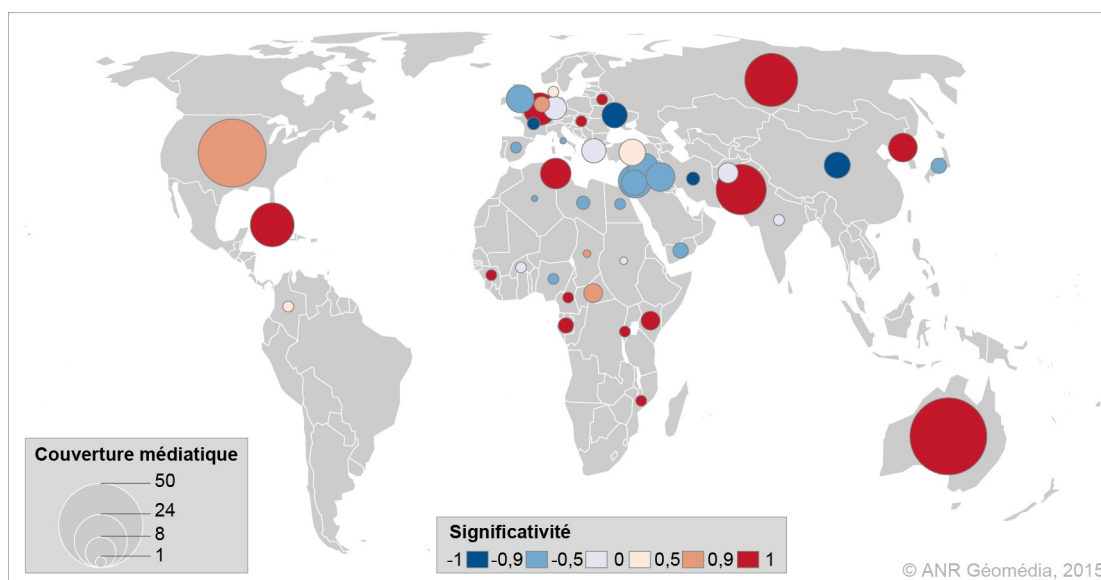 Couverture médiatique
50
24
8
1
Significativité
-1 -0,9 -0,5 0 0,5 0,9 1
© ANR Géomédia, 2015